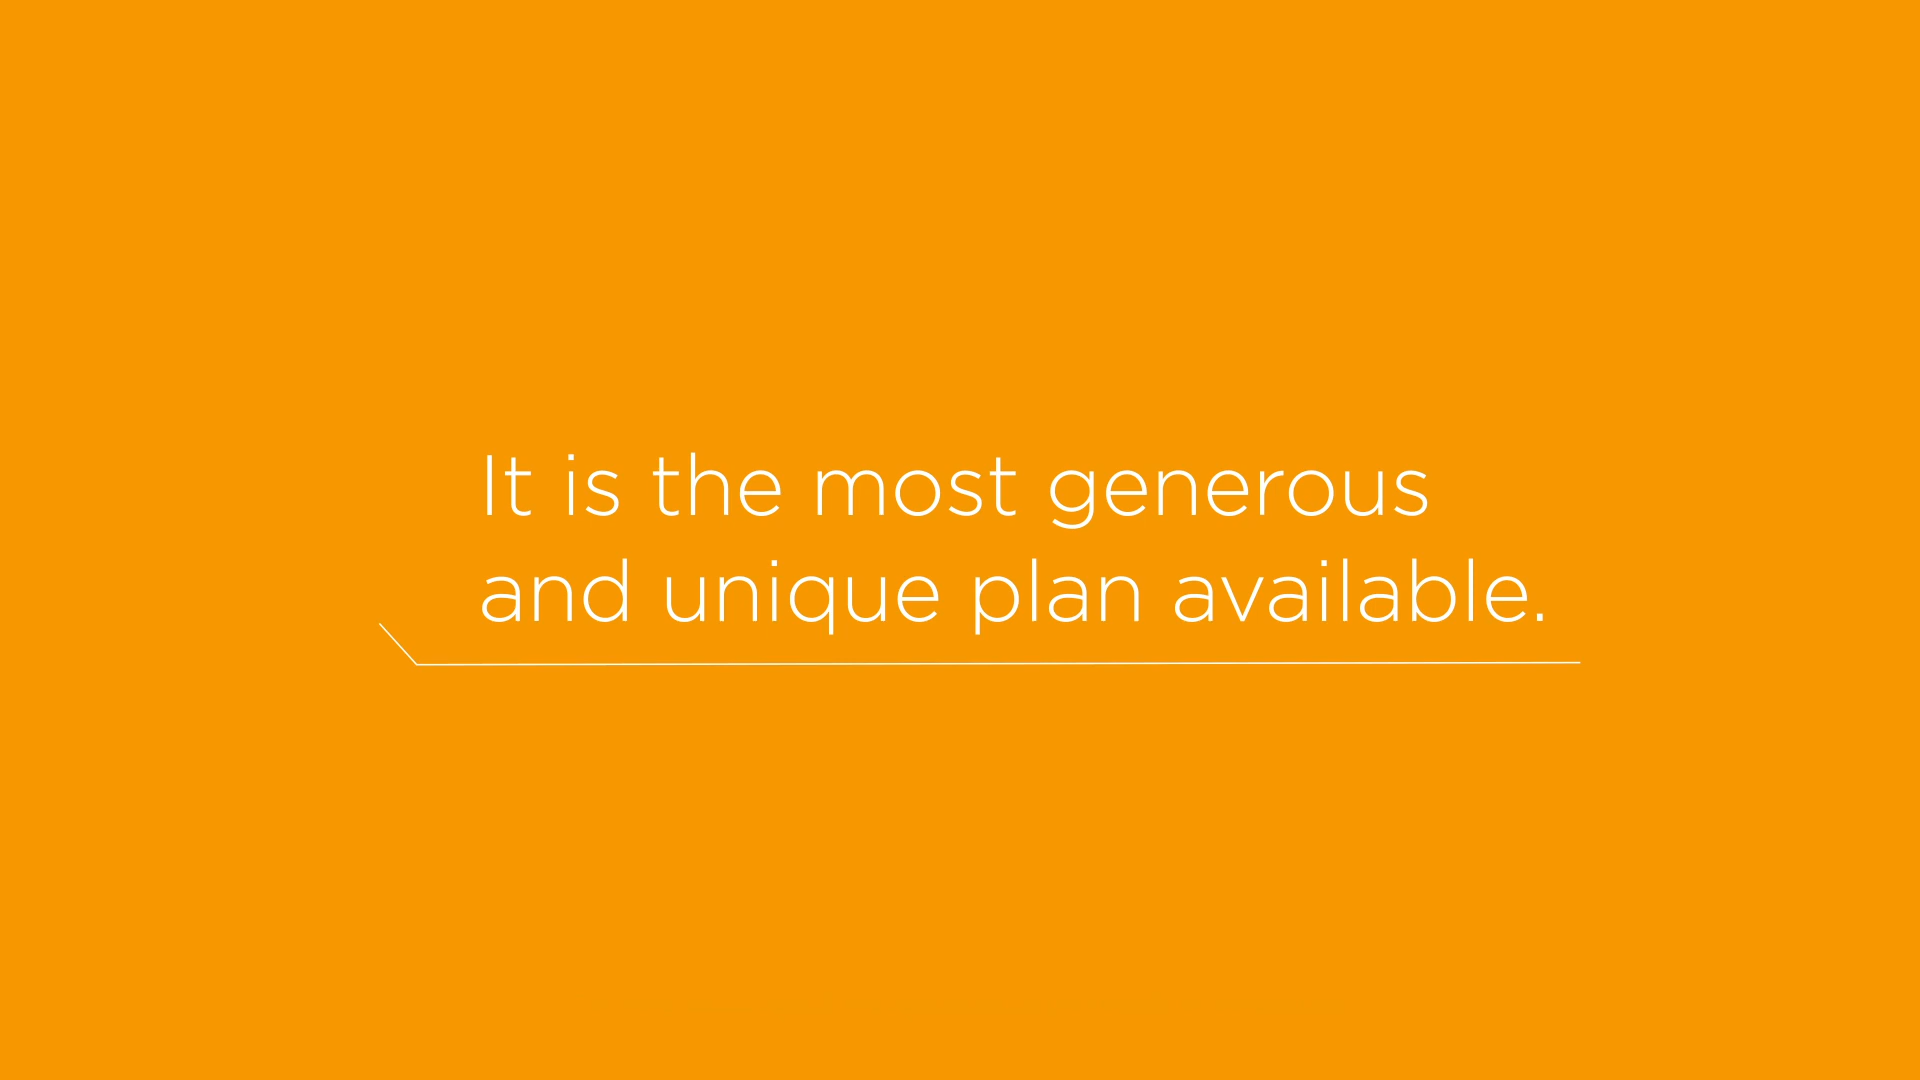 It is the most generous
and unique plan available.